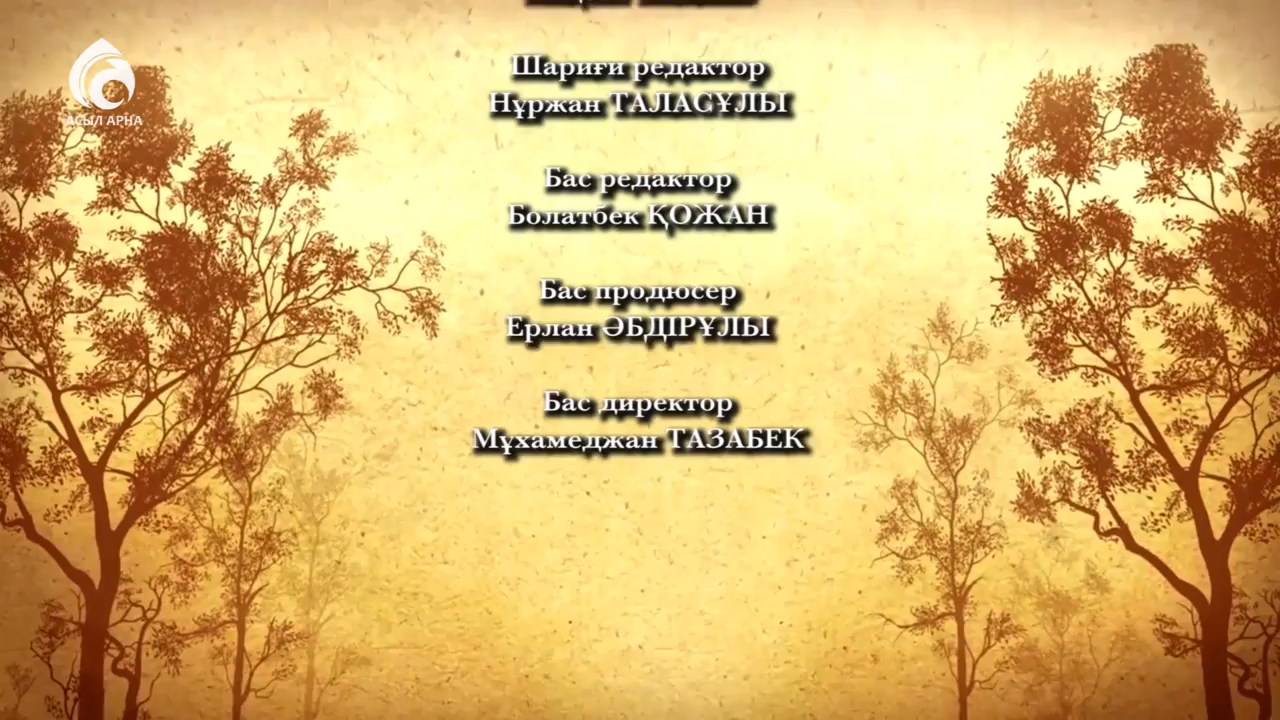 АСЫЛ АРНА
Шариғи редактор
Нұржан ТАЛАСҰЛЫ
Бас редактор
Болатбек ҚОЖАН
Бас продюсер
Ерлан ӘБДІРҰЛЫ
Бас директор
Мұхамеджан ТАЗАБЕК